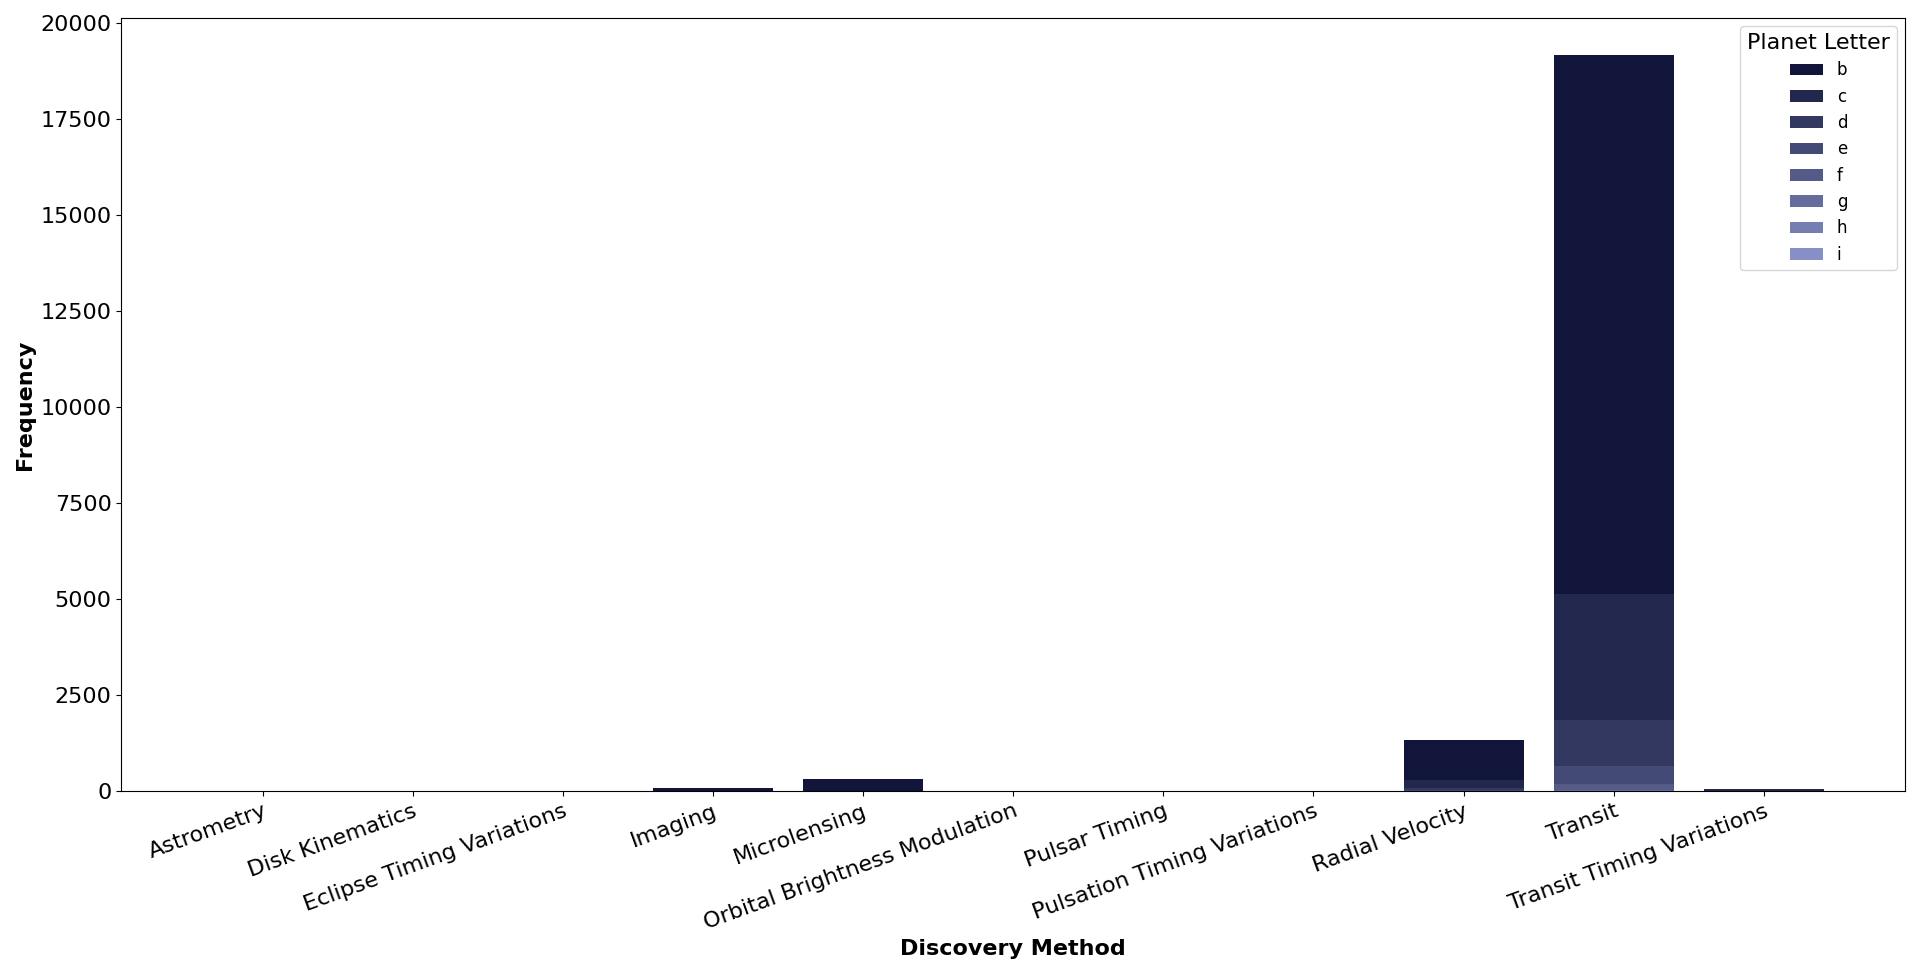 20000
17500
15000
12500
10000
7500
5000
2500
0
Frequency
Planet Letter
b
c
d
e
f
g
h
i
Astrometry
Disk Kinematics
Eclipse Timing Variations
Imaging
Microlensing
Orbital Brightness Modulation
Pulsar Timing
Pulsation Timing Variations
Radial Velocity
Transit
Transit Timing Variations
Discovery Method